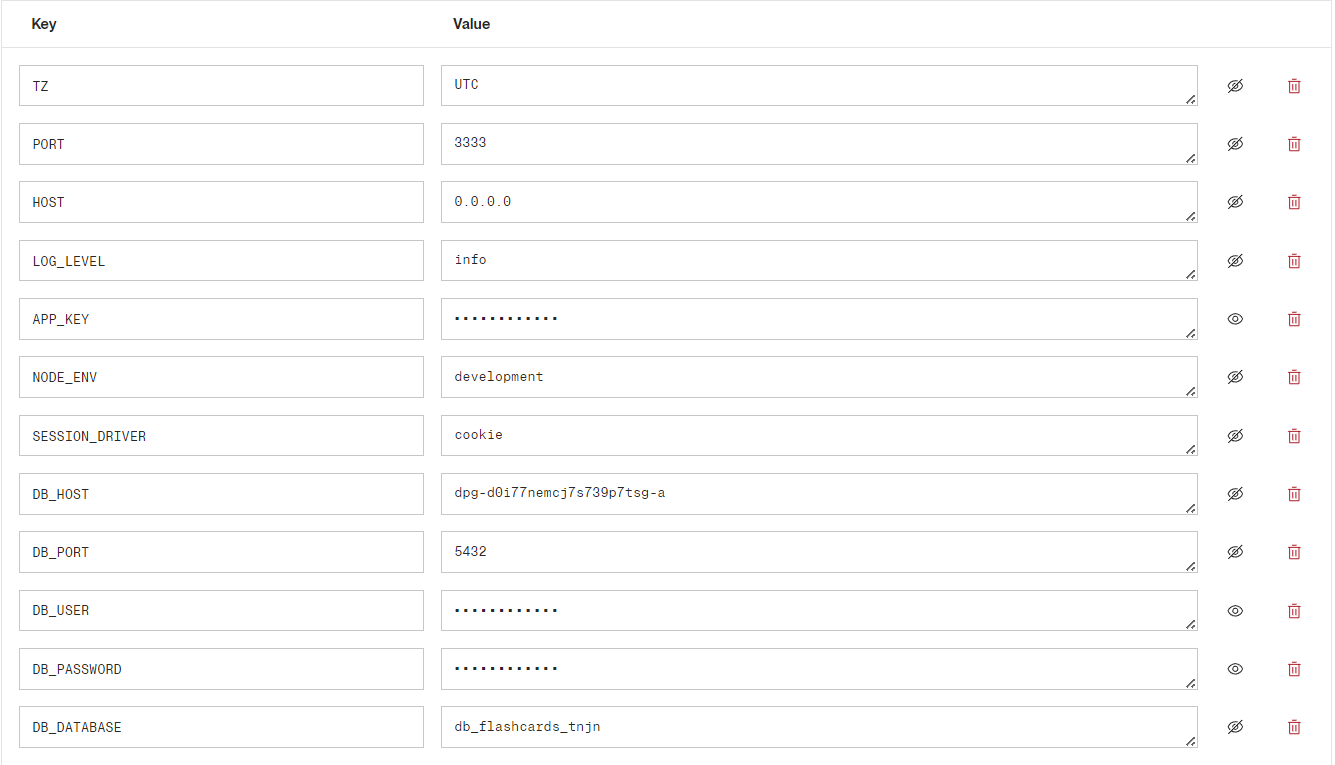 Key Value
TZ UTC
PORT 3333
HOST 0.0.0.0
LOG_LEVEL info
APP_KEY ••••••••••••
NODE_ENV development
SESSION_DRIVER cookie
DB_HOST dpg-d0i77nemcj7s739p7tsg-a
DB_PORT 5432
DB_USER ••••••••••••
DB_PASSWORD ••••••••••••
DB_DATABASE db_flashcards_tnjn